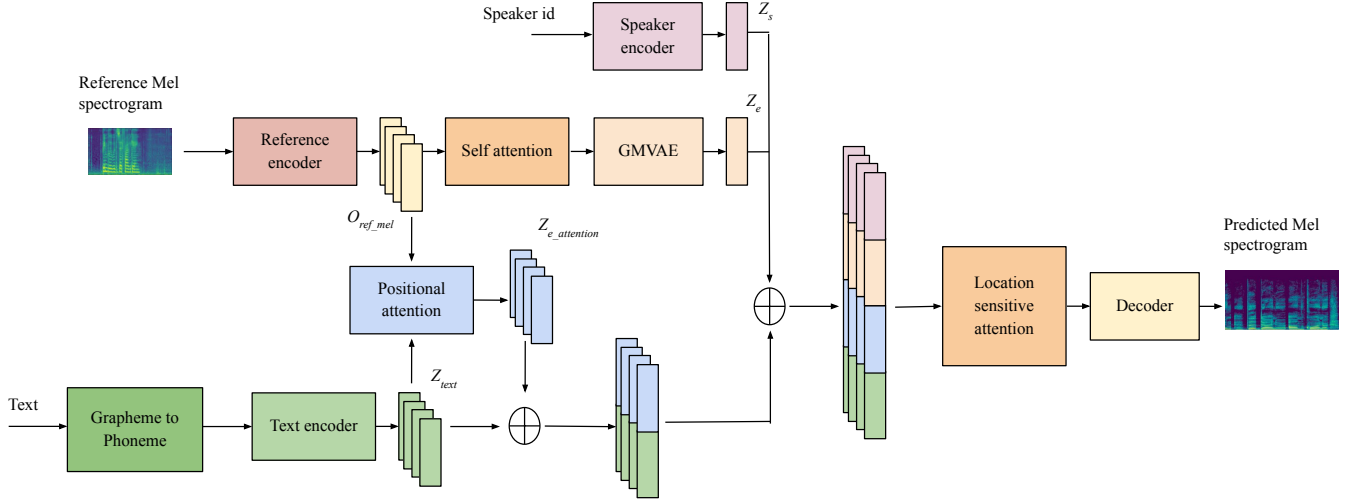 Speaker id
Speaker
encoder
Z_s
Reference Mel
spectrogram
Reference
encoder
Self attention
GMVAE
Z_e
O_ref_mel
Z_e_attention
Positional
attention
Predicted Mel
spectrogram
Location
sensitive
attention
Decoder
Text
Grapheme to
Phoneme
Text encoder
Z_text